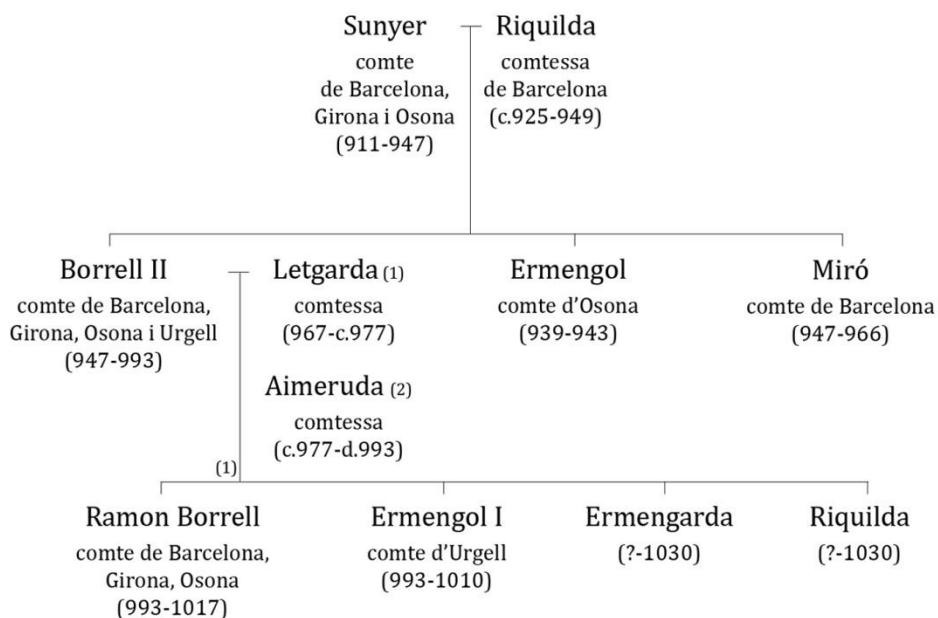 Sunyer
comte
de Barcelona,
Girona i Osona
(911-947)
Riquilda
comtessa
de Barcelona
(c.925-949)
Borrell II
comte de Barcelona,
Girona, Osona i Urgell
(947-993)
Letgarda (1)
comtessa
(967-c.977)
Aimeruda (2)
comtessa
(c.977-d.993)
Ermengol
comte d’Osona
(939-943)
Miró
comte de Barcelona
(947-966)
(1)
Ramon Borrell
comte de Barcelona,
Girona, Osona
(993-1017)
Ermengol I
comte d’Urgell
(993-1010)
Ermengarda
(?-1030)
Riquilda
(?-1030)